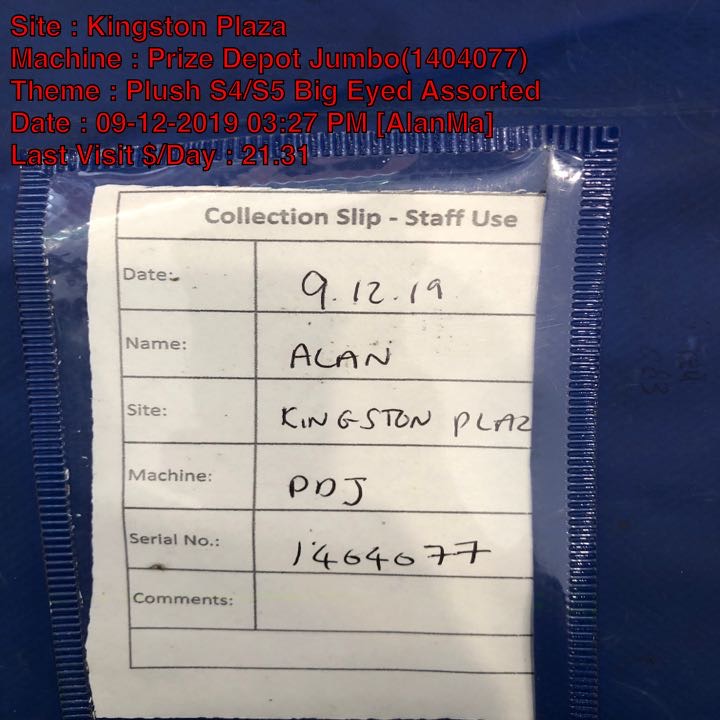 Site : Kingston Plaza
Machine : Prize Depot Jumbo(1404077)
Theme : Plush S4/S5 Big Eyed Assorted
Date : 09-12-2019 03:27 PM [AlanMa]
Last Visit $/Day : 21.31
Collection Slip - Staff Use
Date: 9.12.19
Name: ALAN
Site: KINGSTON PLAZ
Machine: PDJ
Serial No.: 1404077
Comments: